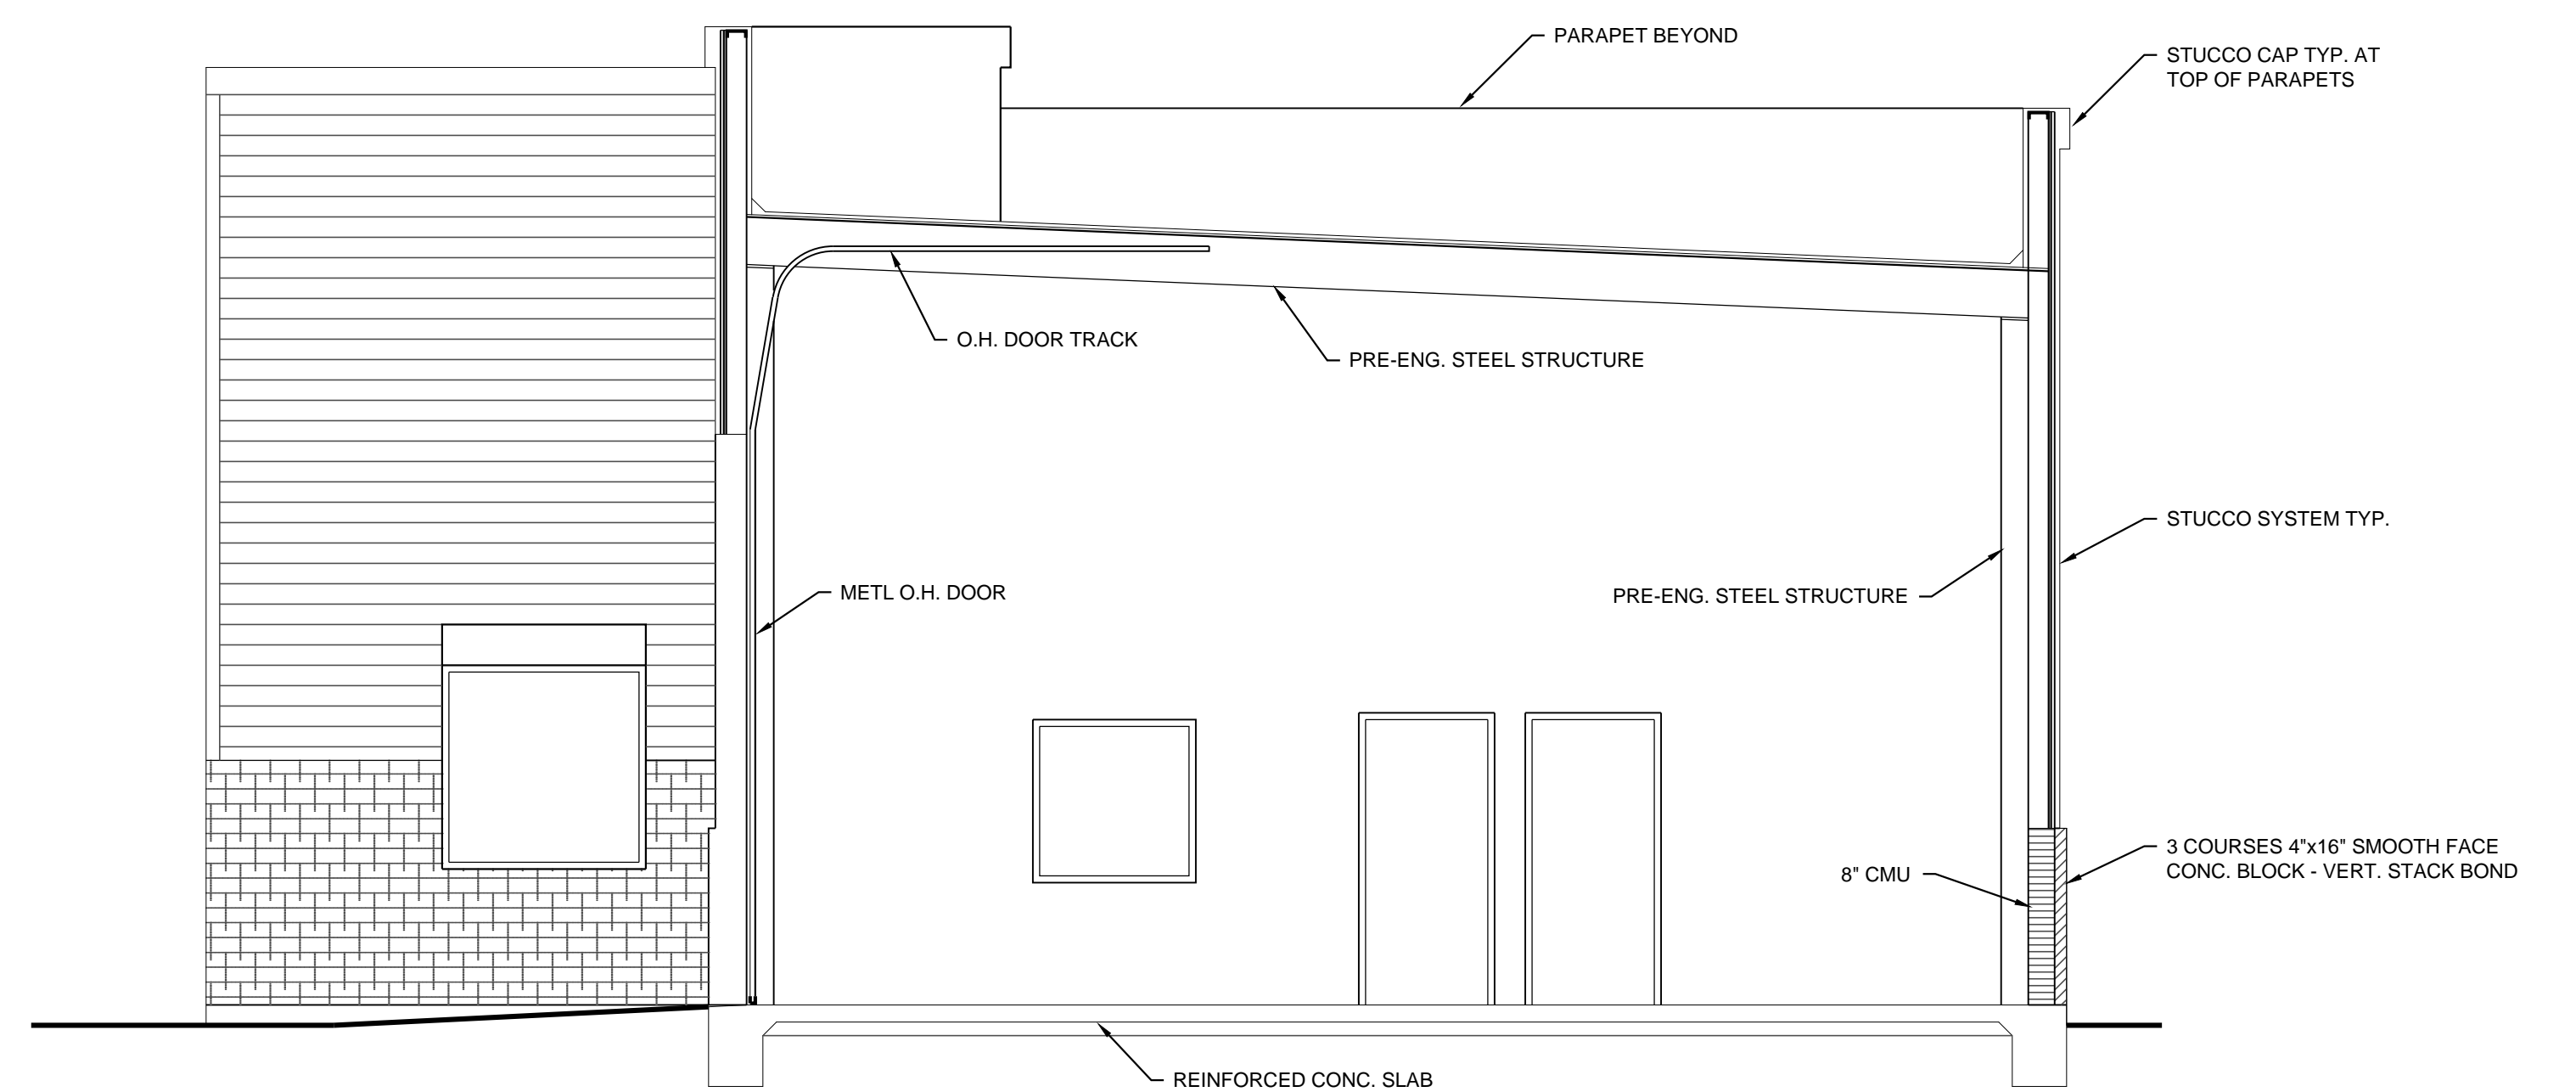 PARAPET BEYOND
STUCCO CAP TYP. AT
TOP OF PARAPETS
O.H. DOOR TRACK
PRE-ENG. STEEL STRUCTURE
STUCCO SYSTEM TYP.
METL O.H. DOOR
PRE-ENG. STEEL STRUCTURE
3 COURSES 4"x16" SMOOTH FACE
CONC. BLOCK - VERT. STACK BOND
8" CMU
REINFORCED CONC. SLAB